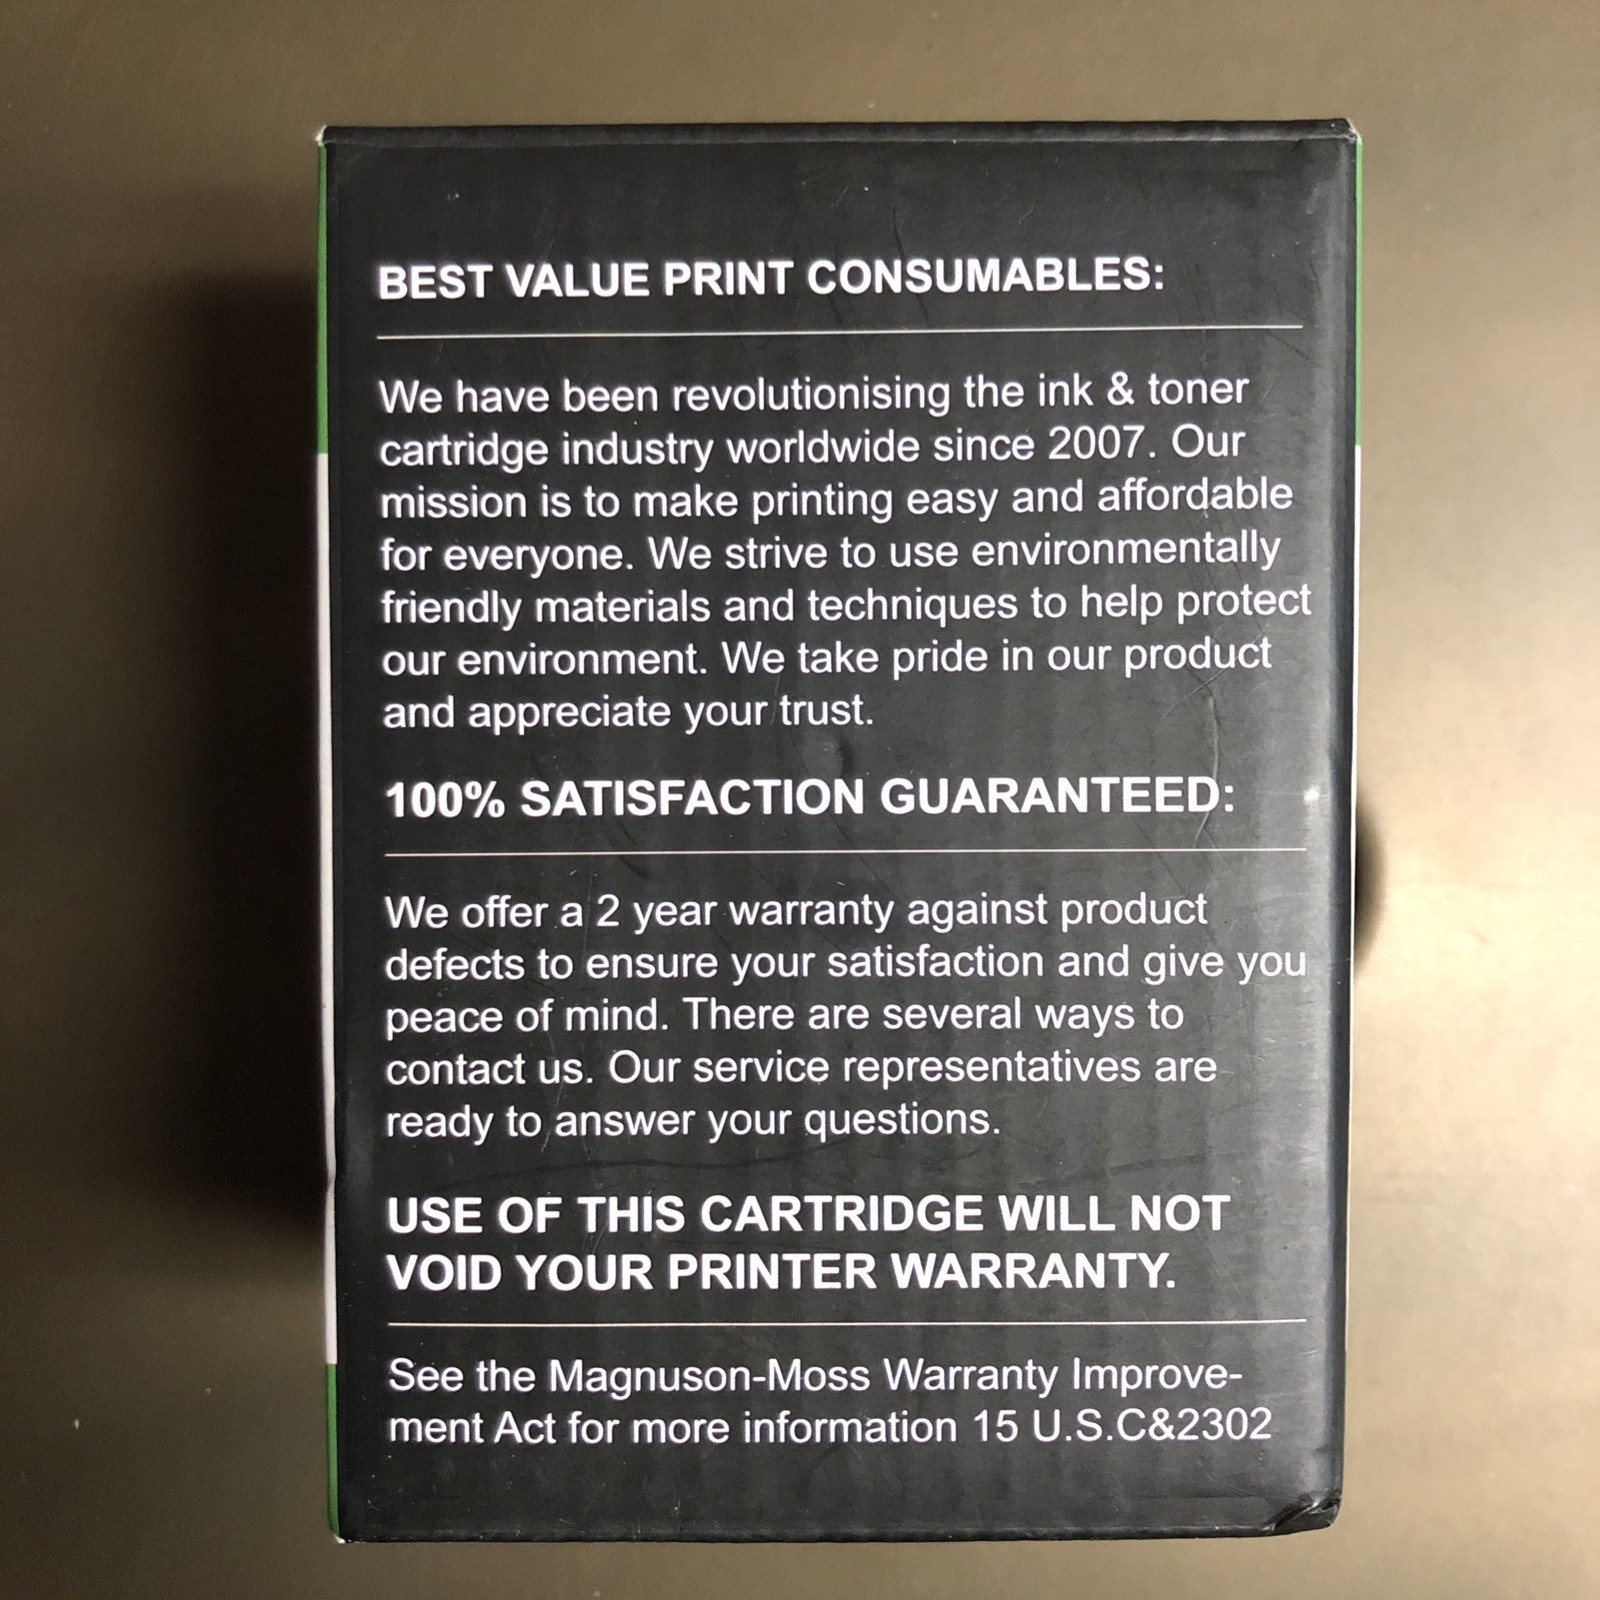 BEST VALUE PRINT CONSUMABLES:
We have been revolutionising the ink & toner
cartridge industry worldwide since 2007. Our
mission is to make printing easy and affordable
for everyone. We strive to use environmentally
friendly materials and techniques to help protect
our environment. We take pride in our product
and appreciate your trust.
100% SATISFACTION GUARANTEED:
We offer a 2 year warranty against product
defects to ensure your satisfaction and give you
peace of mind. There are several ways to
contact us. Our service representatives are
ready to answer your questions.
USE OF THIS CARTRIDGE WILL NOT
VOID YOUR PRINTER WARRANTY.
See the Magnuson-Moss Warranty Improve-
ment Act for more information 15 U.S.C&2302